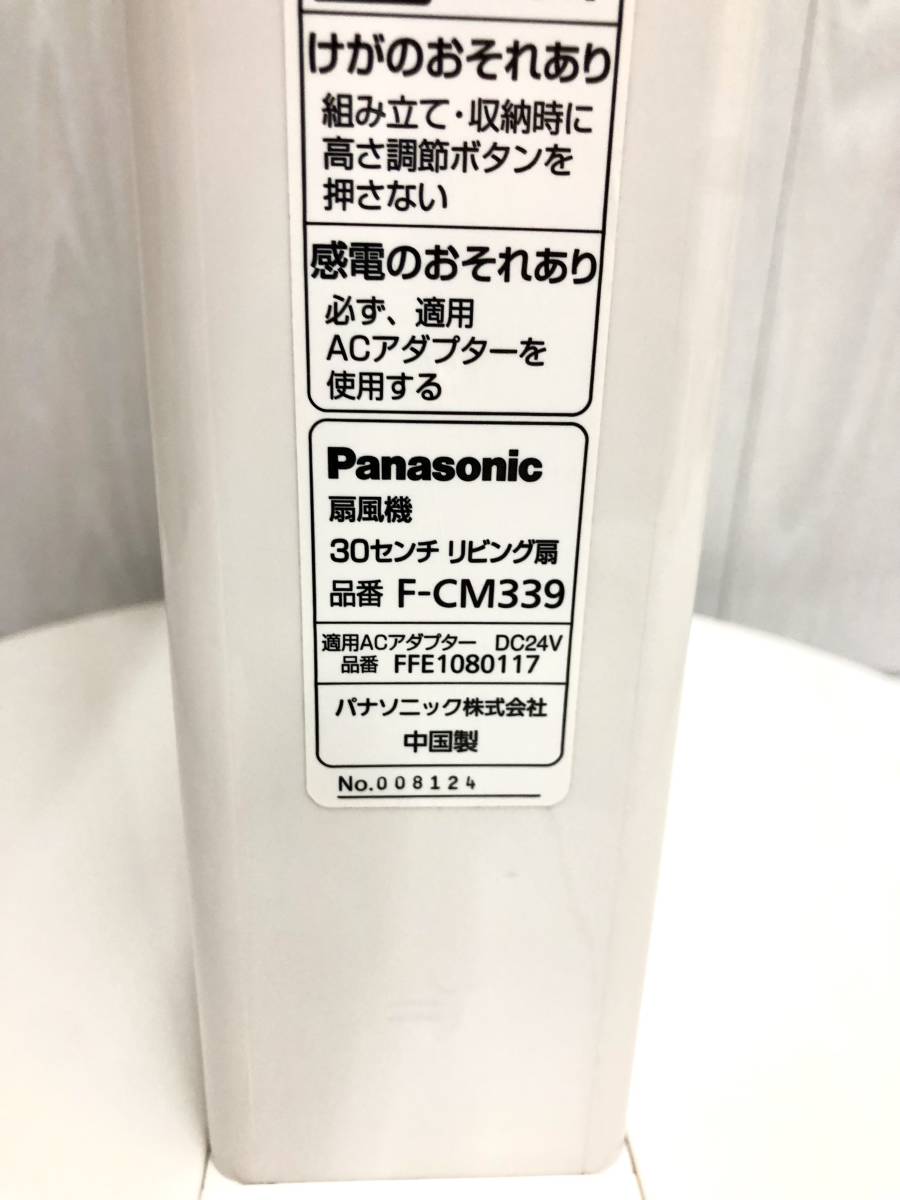 けがのおそれあり
組み立て・収納時に
高さ調節ボタンを
押さない
感電のおそれあり
必ず、適用
ACアダプターを
使用する
Panasonic
扇風機
30センチ リビング扇
品番 F-CM339
適用ACアダプター DC24V
品番 FFE1080117
パナソニック株式会社
中国製
No.008124